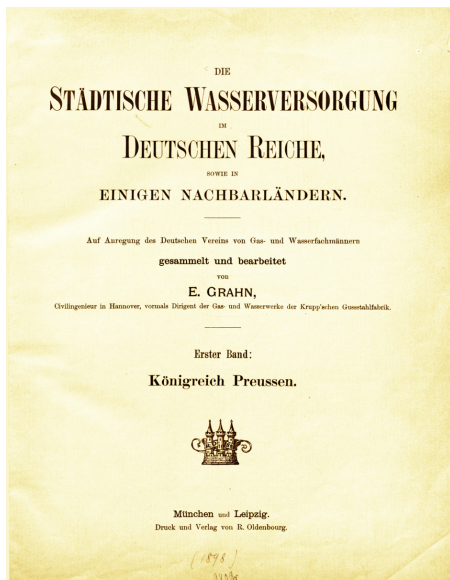 DIE
STÄDTISCHE WASSERVERSORGUNG
IM
DEUTSCHEN REICHE,
SOWIE IN
EINIGEN NACHBARLÄNDERN.
Auf Anregung des Deutschen Vereins von Gas- und Wasserfachmännern
gesammelt und bearbeitet
von
E. GRAHN,
Civilingenieur in Hannover, vormals Dirigent der Gas- und Wasserwerke der Krupp'schen Gussstahlfabrik.
Erster Band:
Königreich Preussen.
München und Leipzig.
Druck und Verlag von R. Oldenbourg.
(1898)